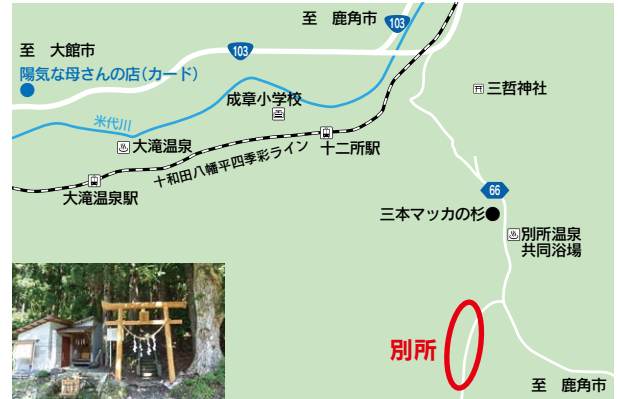 至 鹿角市
103
至 大館市
103
陽気な母さんの店(カード)
三哲神社
成章小学校
米代川
大滝温泉
十二所駅
十和田八幡平四季彩ライン
大滝温泉駅
66
三本マッカの杉
別所温泉
共同浴場
別所
至 鹿角市